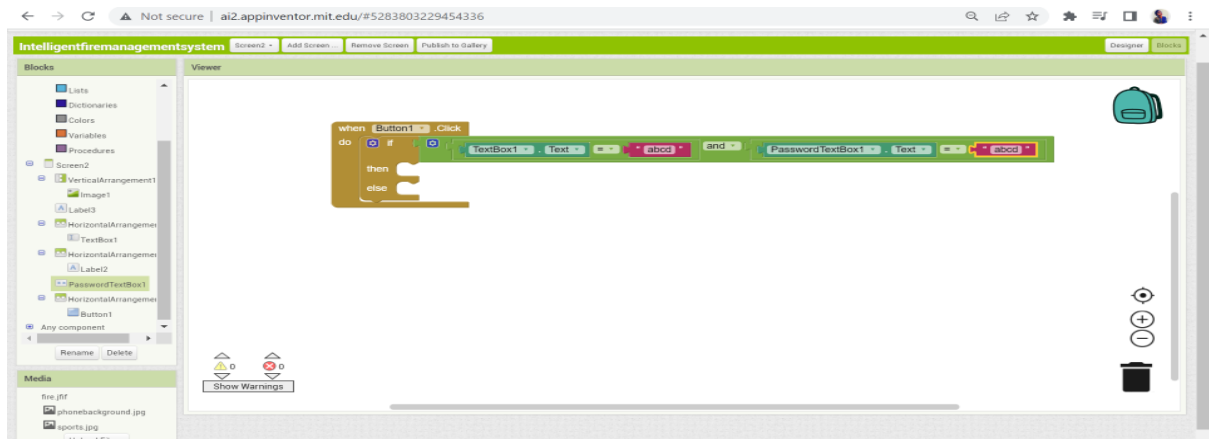 Not secure | ai2.appinventor.mit.edu/#5283803229454336
Intelligentfiremanagementsystem Screen2 Add Screen ... Remove Screen Publish to Gallery Designer Blocks
Blocks Viewer
Lists
Dictionaries
Colors
Variables
Procedures
Screen2
VerticalArrangement1
Image1
Label3
HorizontalArrangemen
TextBox1
HorizontalArrangemen
Label2
PasswordTextBox1
HorizontalArrangemen
Button1
Any component
Rename Delete
Media
fire.jfif
phonebackground.jpg
sports.jpg
when Button1 .Click
do if TextBox1 . Text = " abcd " and PasswordTextBox1 . Text = " abcd "
then
else
0 0
Show Warnings